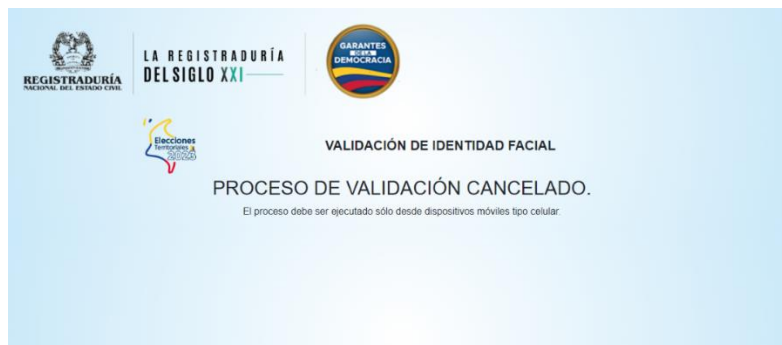 REGISTRADURÍA
NACIONAL DEL ESTADO CIVIL
LA REGISTRADURÍA
DEL SIGLO XXI
GARANTES
DE LA
DEMOCRACIA
Elecciones
Territoriales
2023
VALIDACIÓN DE IDENTIDAD FACIAL
PROCESO DE VALIDACIÓN CANCELADO.
El proceso debe ser ejecutado sólo desde dispositivos móviles tipo celular.